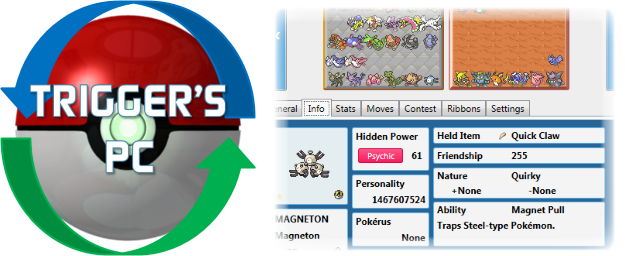 TRIGGER'S
PC
eneral Info Stats Moves Contest Ribbons Settings
Hidden Power
Psychic 61
Personality
1467607524
Pokérus
None
MAGNETON
Magneton
Held Item Quick Claw
Friendship 255
Nature Quirky
+None -None
Ability Magnet Pull
Traps Steel-type Pokémon.